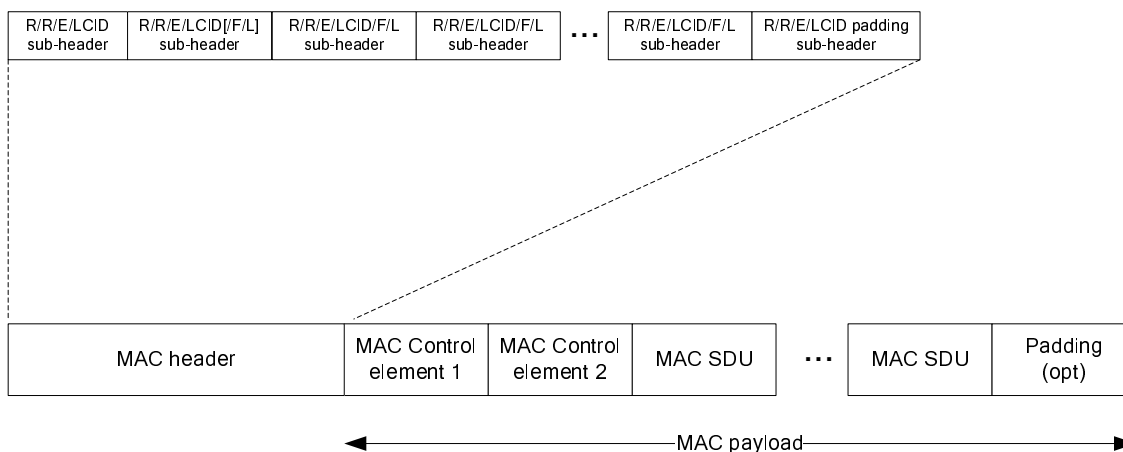 R/R/E/LCID sub-header
R/R/E/LCID[/F/L] sub-header
R/R/E/LCID/F/L sub-header
R/R/E/LCID/F/L sub-header
...
R/R/E/LCID/F/L sub-header
R/R/E/LCID padding sub-header
MAC header
MAC Control element 1
MAC Control element 2
MAC SDU
...
MAC SDU
Padding (opt)
MAC payload